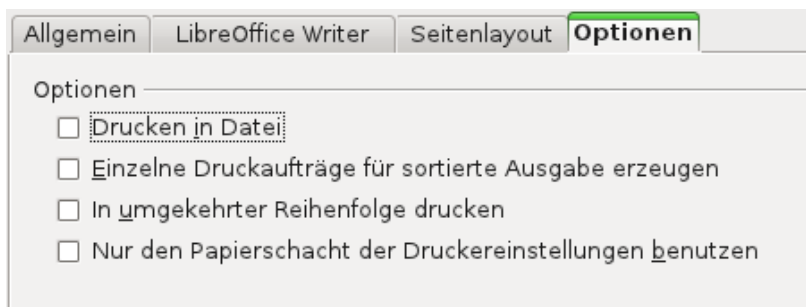 Allgemein LibreOffice Writer Seitenlayout Optionen
Optionen
Drucken in Datei
Einzelne Druckaufträge für sortierte Ausgabe erzeugen
In umgekehrter Reihenfolge drucken
Nur den Papierschacht der Druckereinstellungen benutzen